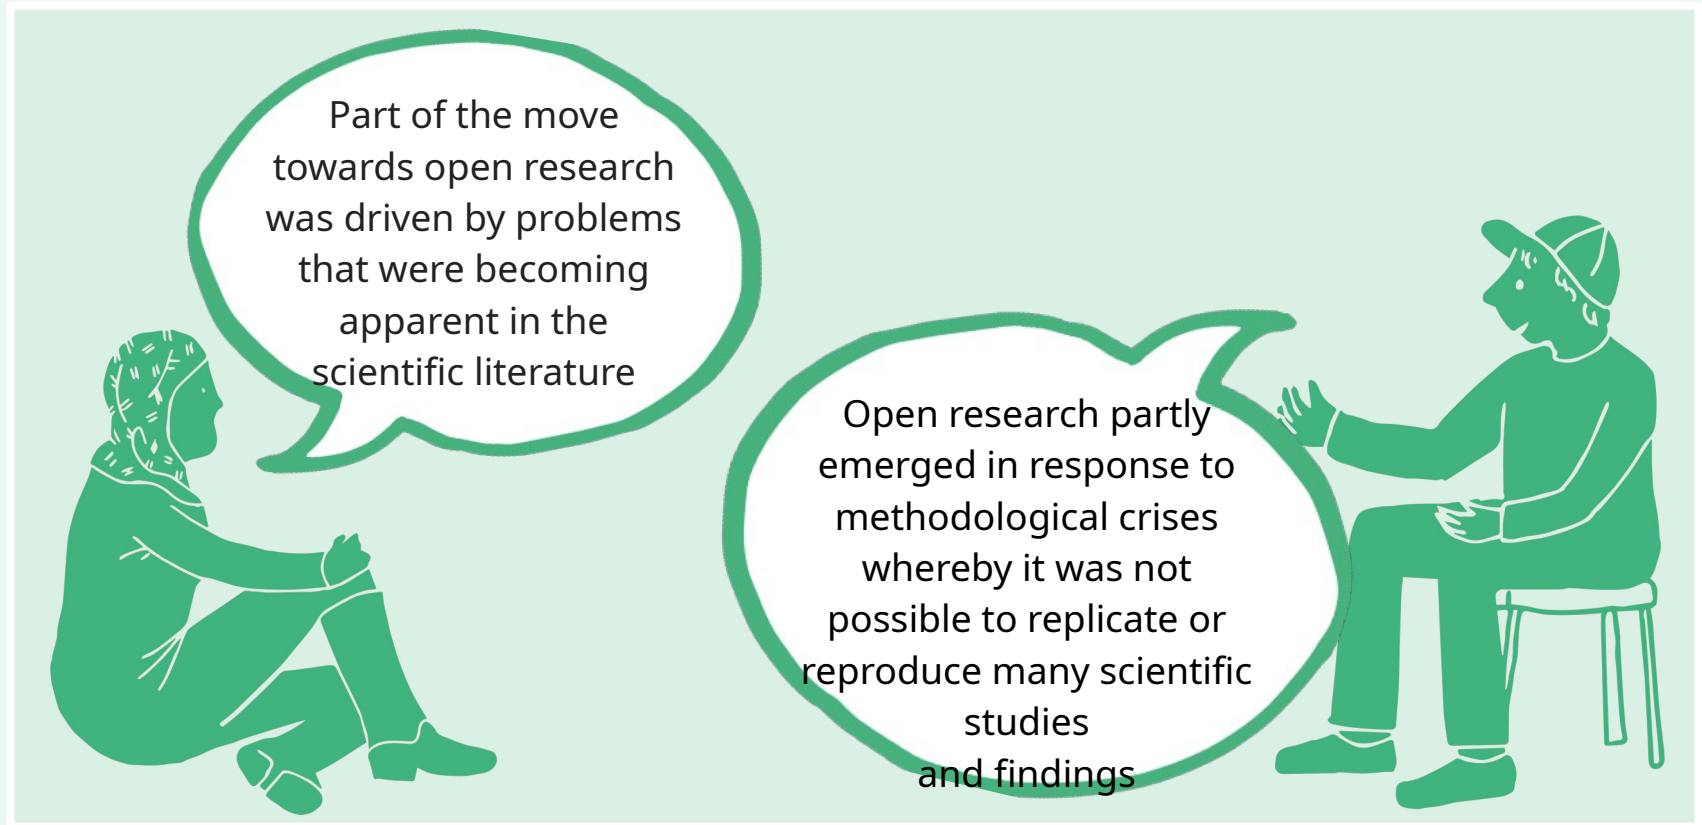 Part of the move
towards open research
was driven by problems
that were becoming
apparent in the
scientific literature
Open research partly
emerged in response to
methodological crises
whereby it was not
possible to replicate or
reproduce many scientific
studies
and findings